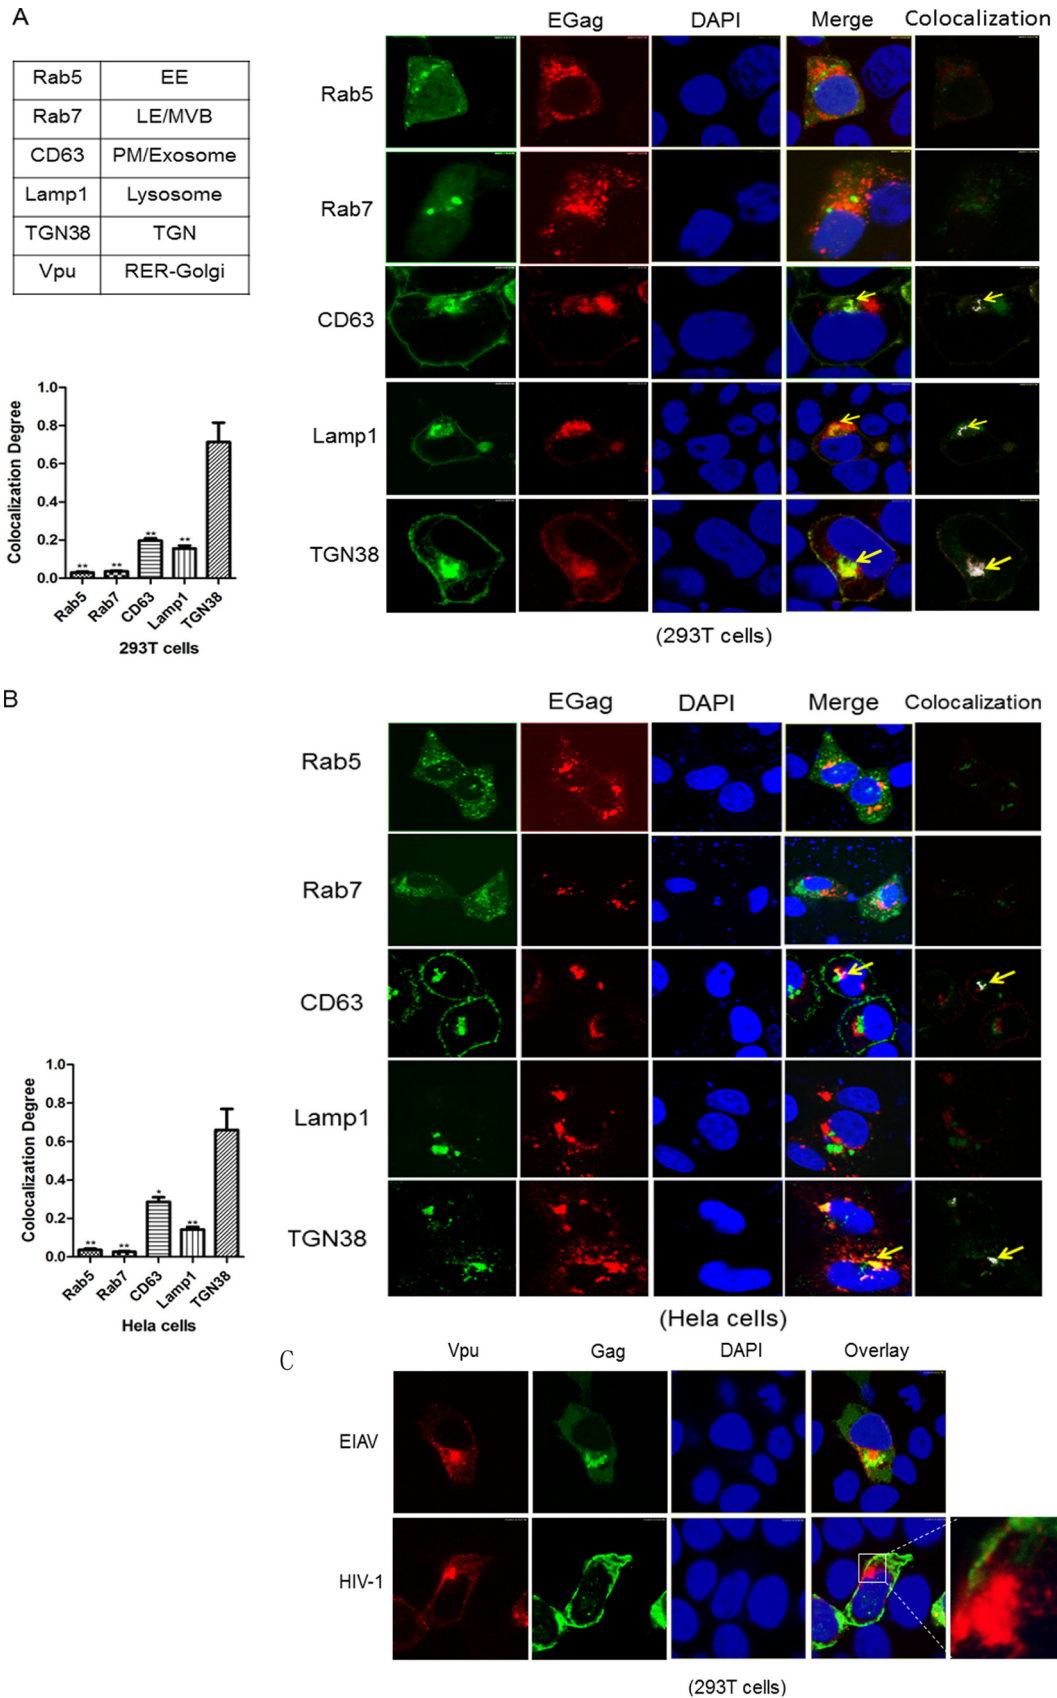 A
EGag DAPI Merge Colocalization
Rab5 EE
Rab7 LE/MVB
CD63 PM/Exosome
Lamp1 Lysosome
TGN38 TGN
Vpu RER-Golgi
Rab5
Rab7
CD63
Lamp1
TGN38
(293T cells)
Colocalization Degree
1.0
0.8
0.6
0.4
0.2
0.0
** ** ** **
Rab5 Rab7 CD63 Lamp1 TGN38
293T cells
B
EGag DAPI Merge Colocalization
Rab5
Rab7
CD63
Lamp1
TGN38
(Hela cells)
Colocalization Degree
1.0
0.8
0.6
0.4
0.2
0.0
** ** * **
Rab5 Rab7 CD63 Lamp1 TGN38
Hela cells
C
Vpu Gag DAPI Overlay
EIAV
HIV-1
(293T cells)